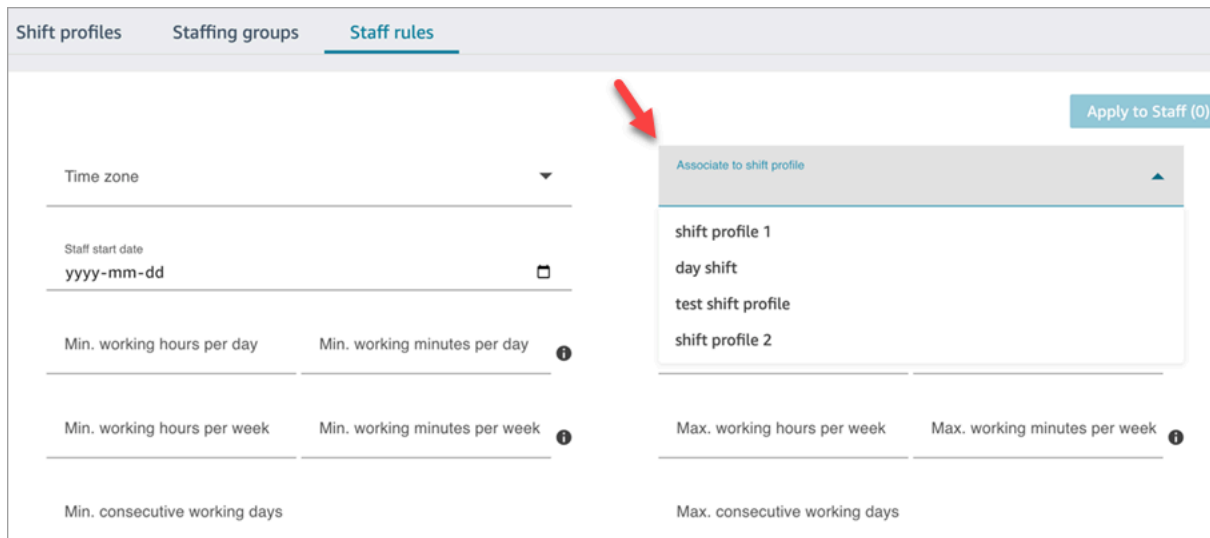 Shift profiles Staffing groups Staff rules
Apply to Staff (0)
Time zone
Associate to shift profile
shift profile 1
day shift
test shift profile
shift profile 2
Staff start date
yyyy-mm-dd
Min. working hours per day Min. working minutes per day
Min. working hours per week Min. working minutes per week
Max. working hours per week Max. working minutes per week
Min. consecutive working days
Max. consecutive working days